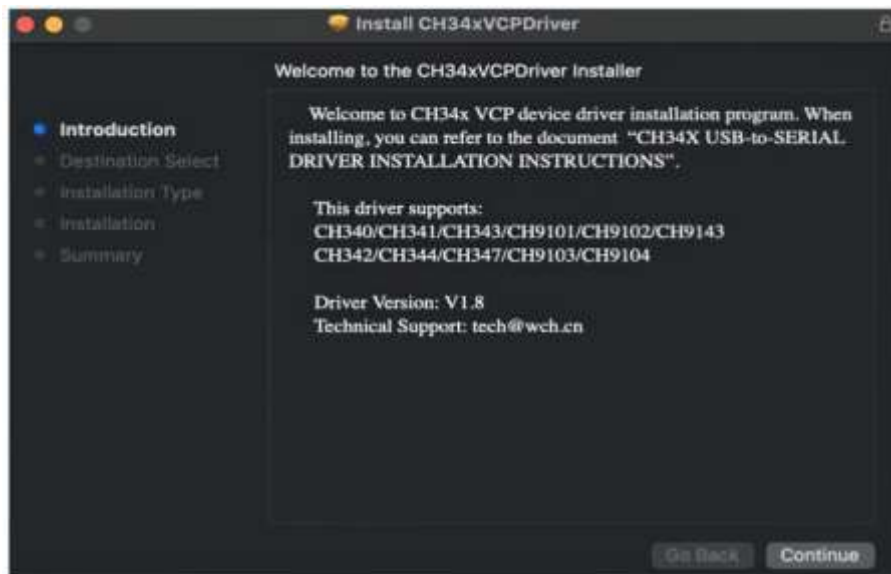 Install CH34xVCPDriver
Welcome to the CH34xVCPDriver Installer
Introduction
Destination Select
Installation Type
Installation
Summary
Welcome to CH34x VCP device driver installation program. When
installing, you can refer to the document “CH34X USB-to-SERIAL
DRIVER INSTALLATION INSTRUCTIONS”.
This driver supports:
CH340/CH341/CH343/CH9101/CH9102/CH9143
CH342/CH344/CH347/CH9103/CH9104
Driver Version: V1.8
Technical Support: tech@wch.cn
Go Back
Continue